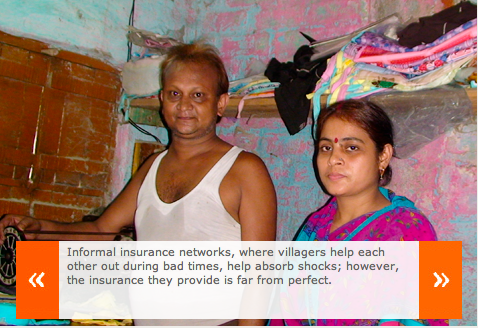 Informal insurance networks, where villagers help each
other out during bad times, help absorb shocks; however,
the insurance they provide is far from perfect.